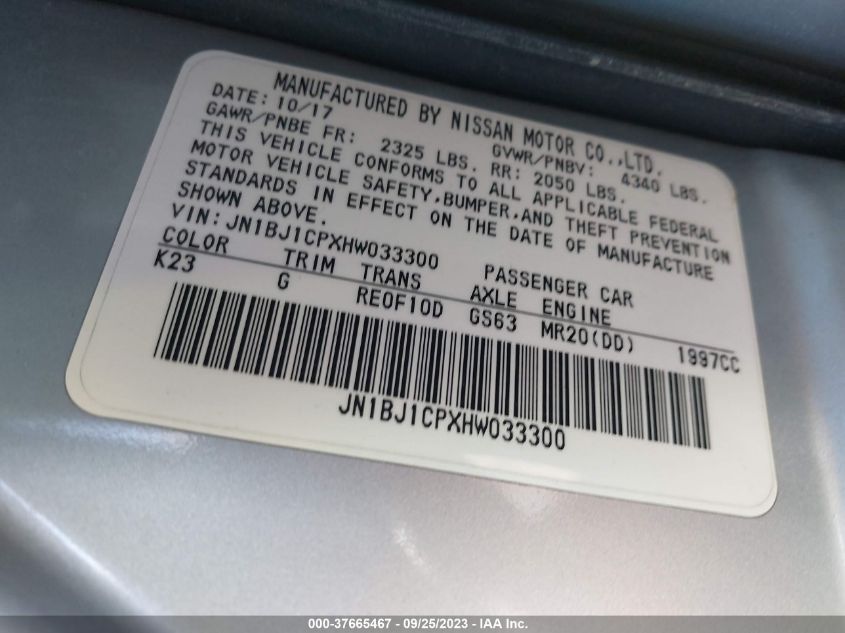 MANUFACTURED BY NISSAN MOTOR CO.,LTD.
DATE: 10/17 GVWR/PNBV: 4340 LBS.
GAWR/PNBE FR: 2325 LBS. RR: 2050 LBS.
THIS VEHICLE CONFORMS TO ALL APPLICABLE FEDERAL
MOTOR VEHICLE SAFETY,BUMPER,AND THEFT PREVENTION
STANDARDS IN EFFECT ON THE DATE OF MANUFACTURE
SHOWN ABOVE.
VIN: JN1BJ1CPXHW033300 PASSENGER CAR
COLOR TRIM TRANS AXLE ENGINE
K23 G RE0F10D GS63 MR20(DD) 1997CC
JN1BJ1CPXHW033300
000-37665467 - 09/25/2023 - IAA Inc.